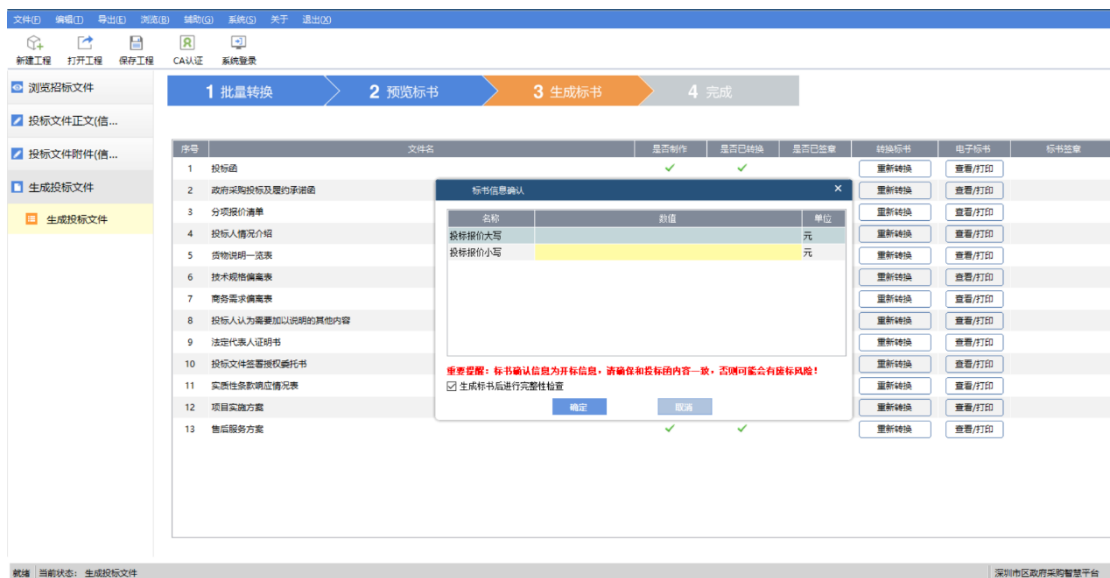 文件(F) 编辑(T) 导出(E) 浏览(B) 辅助(G) 系统(S) 关于 退出(X)
新建工程 打开工程 保存工程 CA认证 系统登录
浏览招标文件
投标文件正文(信...
投标文件附件(信...
生成投标文件
生成投标文件
1 批量转换 2 预览标书 3 生成标书 4 完成
序号 文件名 是否制作 是否已转换 是否已签章 转换标书 电子标书 标书签章
1 投标函 重新转换 查看/打印
2 政府采购投标及履约承诺函 重新转换 查看/打印
3 分项报价清单 重新转换 查看/打印
4 投标人情况介绍 重新转换 查看/打印
5 货物说明一览表 重新转换 查看/打印
6 技术规格偏离表 重新转换 查看/打印
7 商务需求偏离表 重新转换 查看/打印
8 投标人认为需要加以说明的其他内容 重新转换 查看/打印
9 法定代表人证明书 重新转换 查看/打印
10 投标文件签署授权委托书 重新转换 查看/打印
11 实质性条款响应情况表 重新转换 查看/打印
12 项目实施方案 重新转换 查看/打印
13 售后服务方案 重新转换 查看/打印
标书信息确认 ×
名称 数值 单位
投标报价大写 元
投标报价小写 元
重要提醒：标书确认信息为开标信息，请确保和投标函内容一致，否则可能会有废标风险！
生成标书后进行完整性检查
确定 取消
就绪 当前状态： 生成投标文件 深圳市区政府采购智慧平台